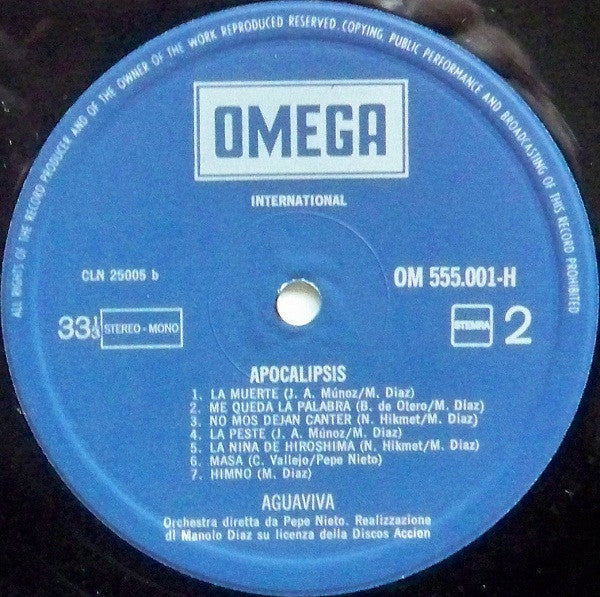 ALL RIGHTS OF THE RECORD PRODUCER AND OF THE OWNER OF THE WORK REPRODUCED RESERVED. COPYING, PUBLIC PERFORMANCE AND BROADCASTING OF THIS RECORD PROHIBITED
OMEGA
INTERNATIONAL
CLN 25005 b
OM 555.001-H
33 1/3 STEREO-MONO
STEMRA 2
APOCALIPSIS
1. LA MUERTE (J. A. Múnoz/M. Diaz)
2. ME QUEDA LA PALABRA (B. de Otero/M. Diaz)
3. NO MOS DEJAN CANTER (N. Hikmet/M. Diaz)
4. LA PESTE (J. A. Múnoz/M. Diaz)
5. LA NINA DE HIROSHIMA (N. Hikmet/M. Diaz)
6. MASA (C. Vallejo/Pepe Nieto)
7. HIMNO (M. Diaz)
AGUAVIVA
Orchestra diretta da Pepe Nieto. Realizzazione
di Manolo Diaz su licenza della Discos Accion